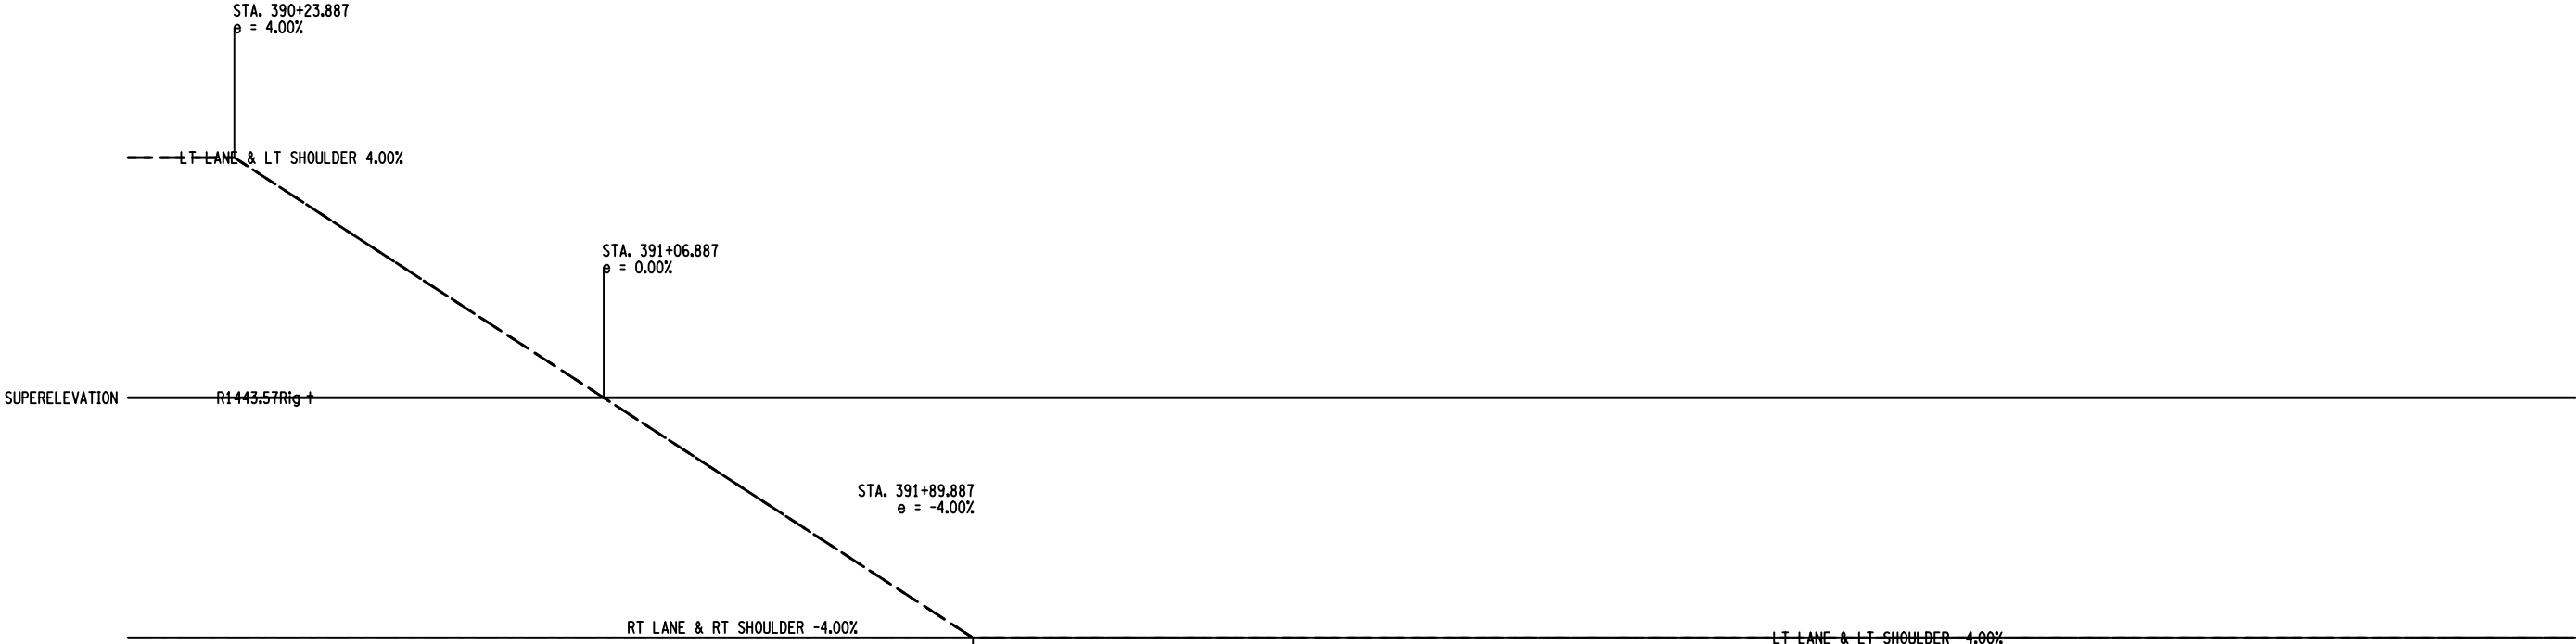 STA. 390+23.887
e = 4.00%
LT LANE & LT SHOULDER 4.00%
STA. 391+06.887
e = 0.00%
SUPERELEVATION
R1443.57Rig t
STA. 391+89.887
e = -4.00%
RT LANE & RT SHOULDER -4.00%
LT LANE & LT SHOULDER -4.00%